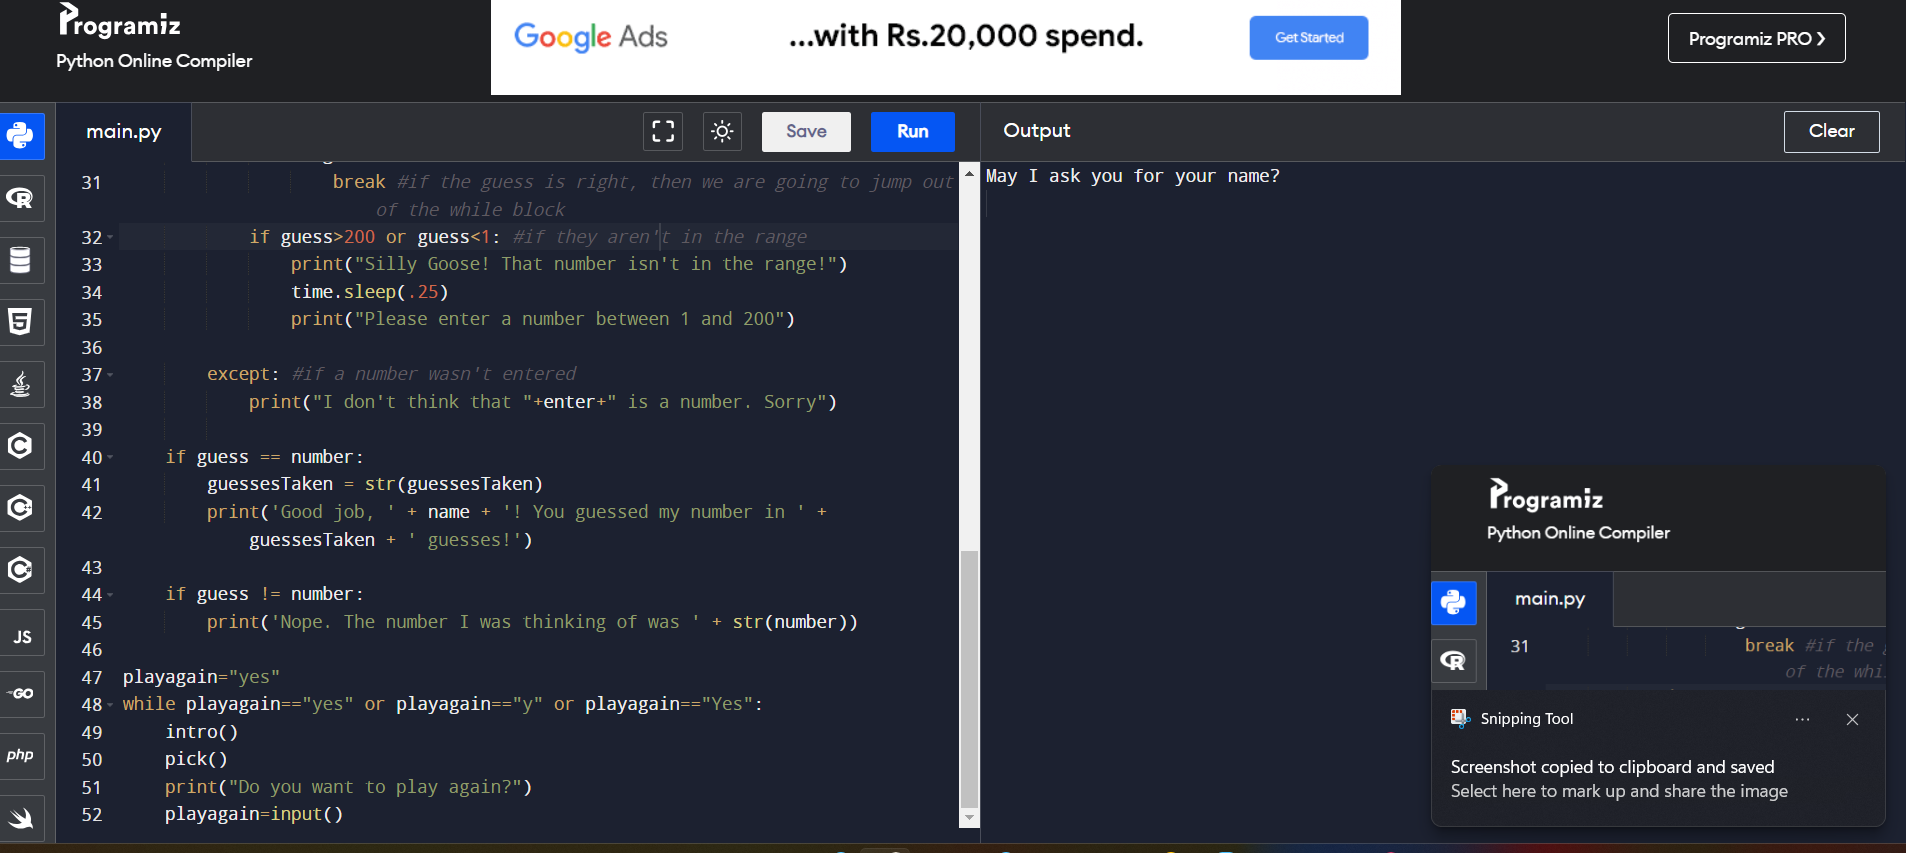 Programiz
Python Online Compiler
Google Ads
...with Rs.20,000 spend.
Get Started
Programiz PRO ❯
main.py
Save
Run
Output
Clear
31 break #if the guess is right, then we are going to jump out
of the while block
32 if guess>200 or guess<1: #if they aren't in the range
33 print("Silly Goose! That number isn't in the range!")
34 time.sleep(.25)
35 print("Please enter a number between 1 and 200")
36
37 except: #if a number wasn't entered
38 print("I don't think that "+enter+" is a number. Sorry")
39
40 if guess == number:
41 guessesTaken = str(guessesTaken)
42 print('Good job, ' + name + '! You guessed my number in ' +
guessesTaken + ' guesses!')
43
44 if guess != number:
45 print('Nope. The number I was thinking of was ' + str(number))
46
47 playagain="yes"
48 while playagain=="yes" or playagain=="y" or playagain=="Yes":
49 intro()
50 pick()
51 print("Do you want to play again?")
52 playagain=input()
R
5
C
C
C
JS
GO
php
May I ask you for your name?
Programiz
Python Online Compiler
main.py
31 break #if the
of the whi
R
Snipping Tool
Screenshot copied to clipboard and saved
Select here to mark up and share the image